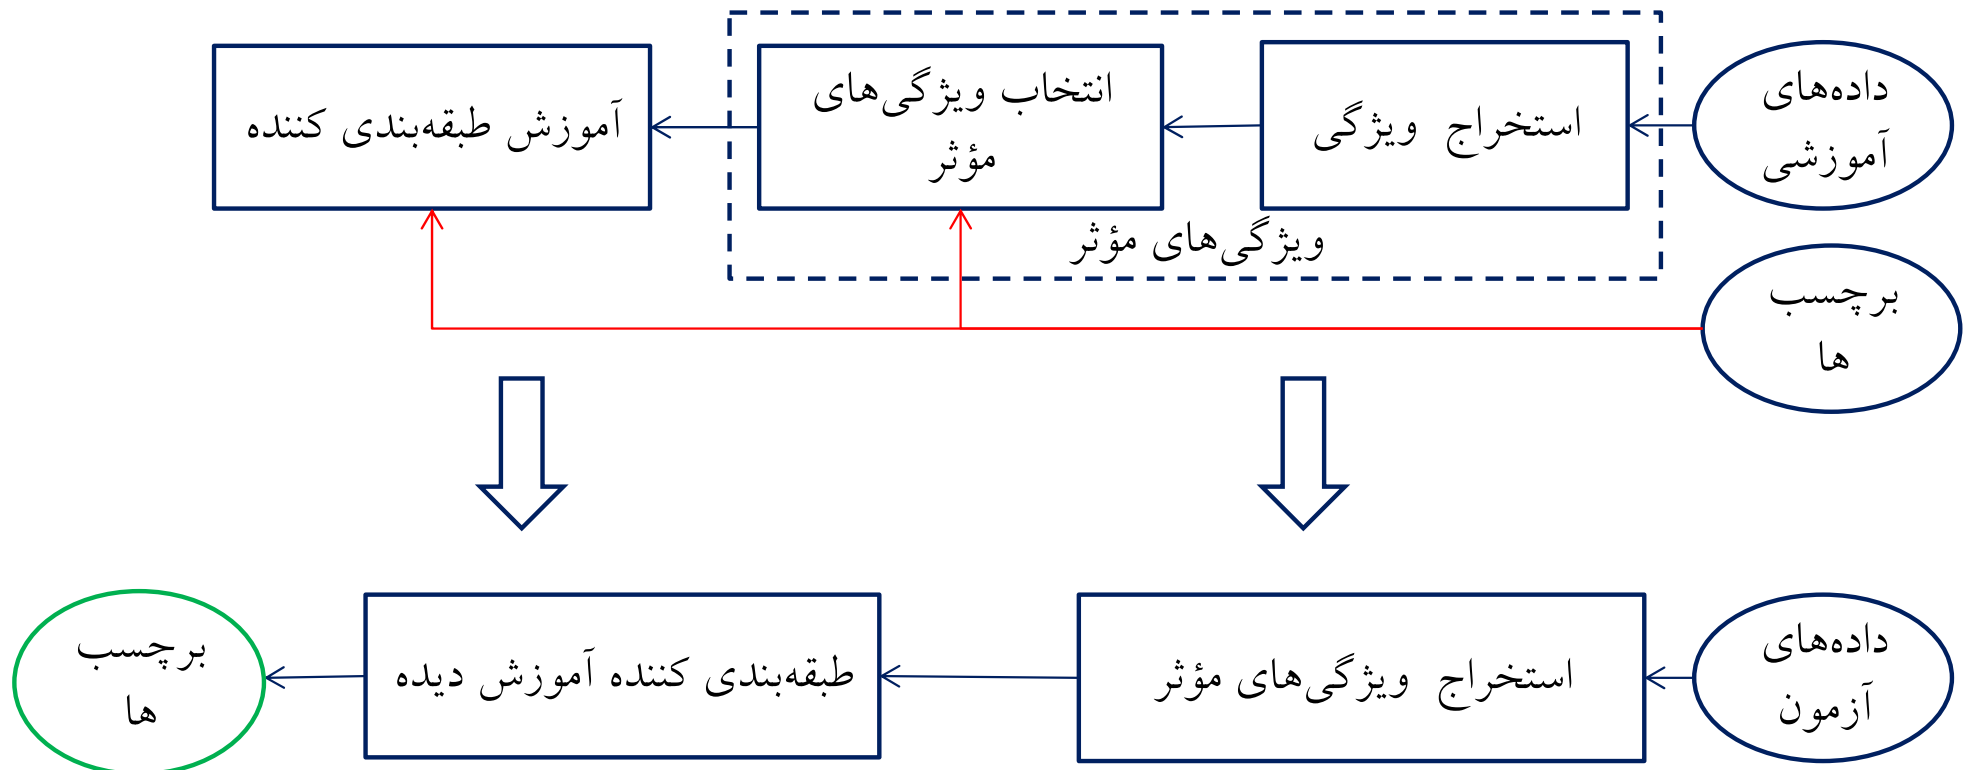 داده‌های
آموزشی
استخراج ویژگی
انتخاب ویژگی‌های
مؤثر
آموزش طبقه‌بندی کننده
ویژگی‌های مؤثر
برچسب
ها
داده‌های
آزمون
استخراج ویژگی‌های مؤثر
طبقه‌بندی کننده آموزش دیده
برچسب
ها